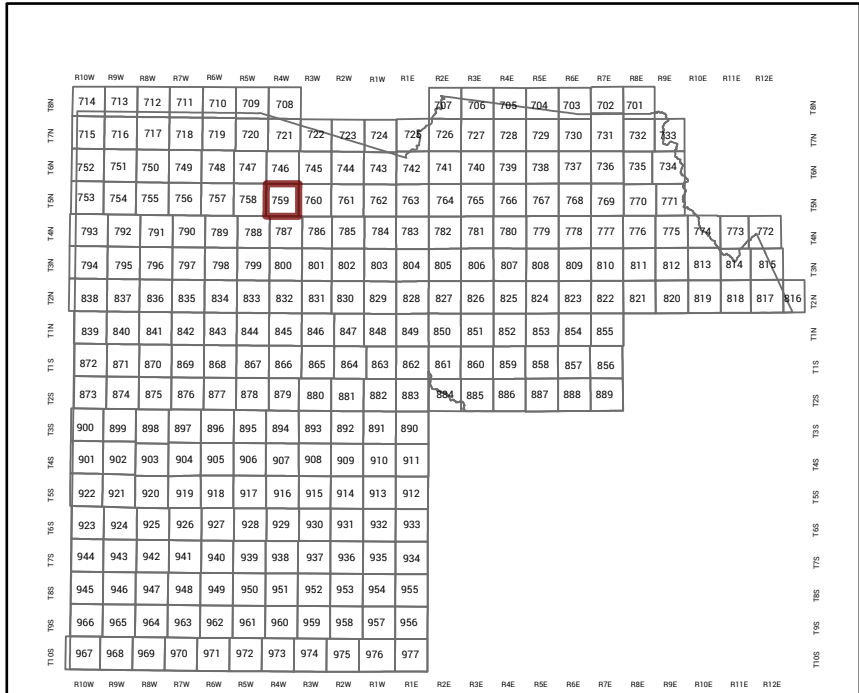 R10W R9W R8W R7W R6W R5W R4W R3W R2W R1W R1E R2E R3E R4E R5E R6E R7E R8E R9E R10E R11E R12E
T8N 714 713 712 711 710 709 708 707 706 705 704 703 702 701 T8N
T7N 715 716 717 718 719 720 721 722 723 724 725 726 727 728 729 730 731 732 733 T7N
T6N 752 751 750 749 748 747 746 745 744 743 742 741 740 739 738 737 736 735 734 T6N
T5N 753 754 755 756 757 758 759 760 761 762 763 764 765 766 767 768 769 770 771 T5N
T4N 793 792 791 790 789 788 787 786 785 784 783 782 781 780 779 778 777 776 775 774 773 772 T4N
T3N 794 795 796 797 798 799 800 801 802 803 804 805 806 807 808 809 810 811 812 813 814 815 T3N
T2N 838 837 836 835 834 833 832 831 830 829 828 827 826 825 824 823 822 821 820 819 818 817 816 T2N
T1N 839 840 841 842 843 844 845 846 847 848 849 850 851 852 853 854 855 T1N
T1S 872 871 870 869 868 867 866 865 864 863 862 861 860 859 858 857 856 T1S
T2S 873 874 875 876 877 878 879 880 881 882 883 884 885 886 887 888 889 T2S
T3S 900 899 898 897 896 895 894 893 892 891 890 T3S
T4S 901 902 903 904 905 906 907 908 909 910 911 T4S
T5S 922 921 920 919 918 917 916 915 914 913 912 T5S
T6S 923 924 925 926 927 928 929 930 931 932 933 T6S
T7S 944 943 942 941 940 939 938 937 936 935 934 T7S
T8S 945 946 947 948 949 950 951 952 953 954 955 T8S
T9S 966 965 964 963 962 961 960 959 958 957 956 T9S
T10S 967 968 969 970 971 972 973 974 975 976 977 T10S
R10W R9W R8W R7W R6W R5W R4W R3W R2W R1W R1E R2E R3E R4E R5E R6E R7E R8E R9E R10E R11E R12E